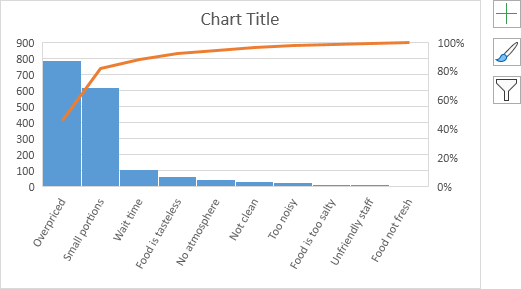 Chart Title
900
800
700
600
500
400
300
200
100
0
100%
80%
60%
40%
20%
0%
Overpriced
Small portions
Wait time
Food is tasteless
No atmosphere
Not clean
Too noisy
Food is too salty
Unfriendly staff
Food not fresh